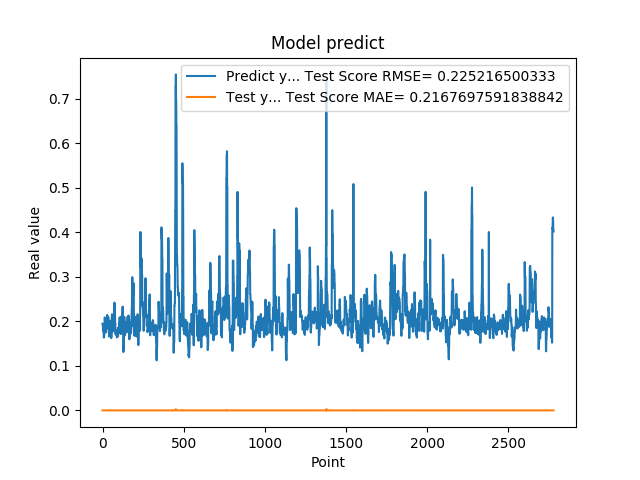 Model predict
Predict y... Test Score RMSE= 0.225216500333
Test y... Test Score MAE= 0.2167697591838842
0.7
0.6
0.5
0.4
0.3
0.2
0.1
0.0
Real value
0 500 1000 1500 2000 2500
Point